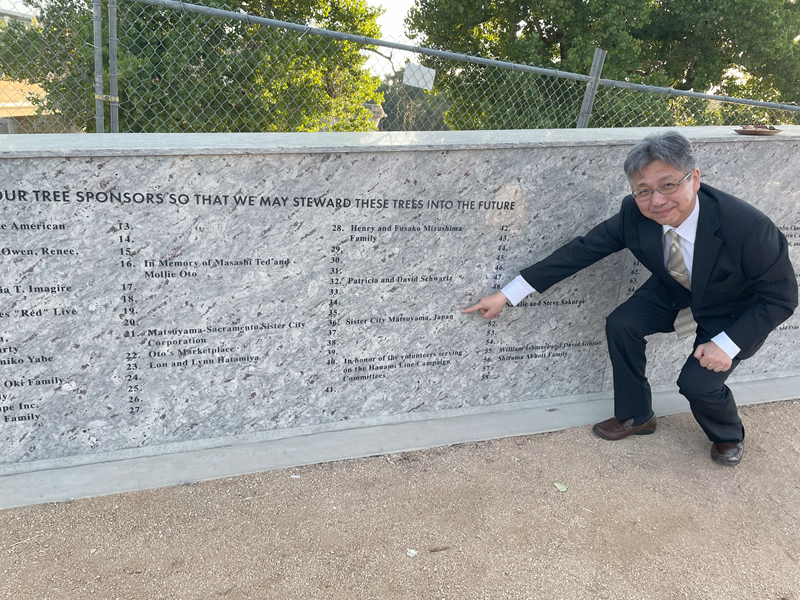 OUR TREE SPONSORS SO THAT WE MAY STEWARD THESE TREES INTO THE FUTURE
American
Owen, Renee,
T. Imagire
"Red" Live
Yabe
Oki Family
Inc.
Family
13.
14.
15.
16. In Memory of Masashi Ted and
Mollie Oto
17.
18.
19.
20.
21. Matsuyama-Sacramento Sister City
Corporation
22. Oto's Marketplace
23. Lon and Lynn Hatamiya
24.
25.
26.
27.
28. Henry and Fusako Mizushima
Family
29.
30.
31.
32. Patricia and David Schwartz
33.
34.
35.
36. Sister City Matsuyama, Japan
37.
38.
39.
40. In honor of the volunteers serving
on the Hanami Line Campaign
Committees.
41.
42.
43.
44.
45.
46.
47.
48.
and Steve Sakurai
52.
53.
54.
55. William Ishmael and David Gibson
56. Shizuma Abbott Family
57.
58.